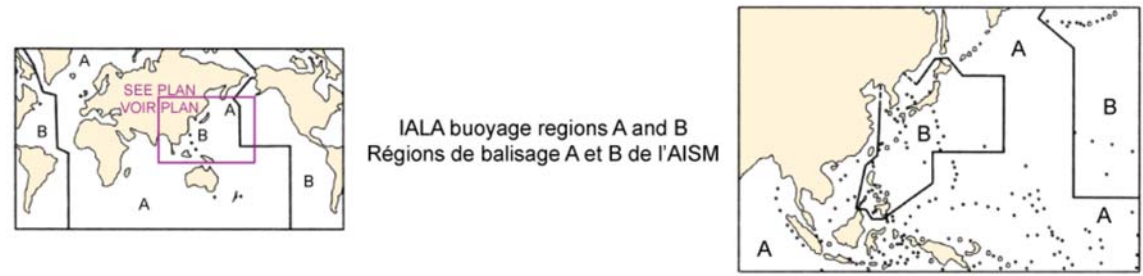 A
SEE PLAN
VOIR PLAN
A
B
B
B
A
IALA buoyage regions A and B
Régions de balisage A et B de l'AISM
A
B
B
A
A